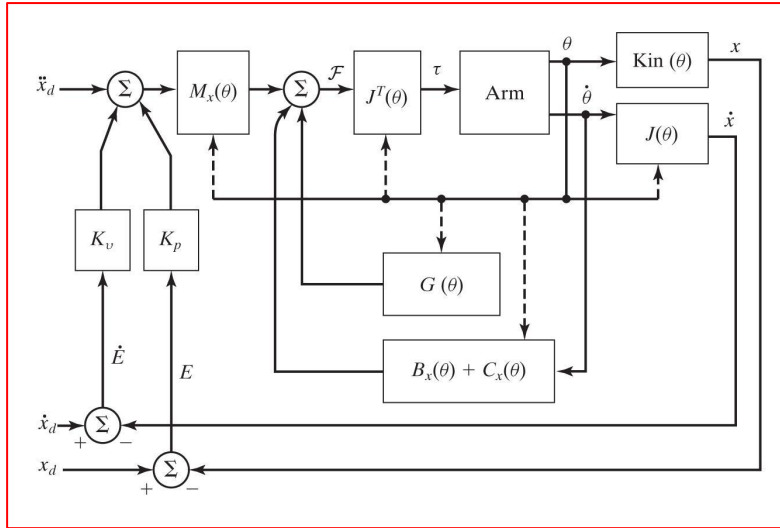 θ
Kin (θ)
x
ẍ_d
Σ
M_x(θ)
Σ
ℱ
J^T(θ)
τ
Arm
θ̇
J(θ)
ẋ
K_υ
K_p
G (θ)
B_x(θ) + C_x(θ)
Ė
E
ẋ_d
+
Σ
−
x_d
+
Σ
−